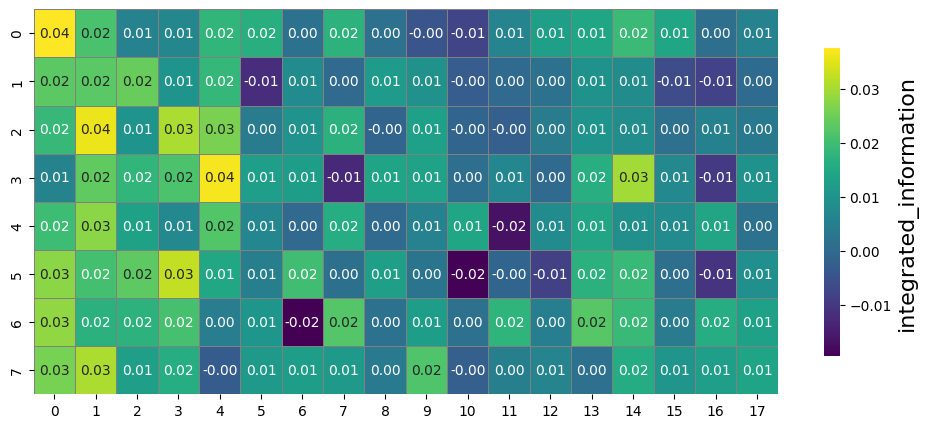 0 0.04 0.02 0.01 0.01 0.02 0.02 0.00 0.02 0.00 -0.00 -0.01 0.01 0.01 0.01 0.02 0.01 0.00 0.01
1 0.02 0.02 0.02 0.01 0.02 -0.01 0.01 0.00 0.01 0.01 -0.00 0.00 0.00 0.01 0.01 -0.01 -0.01 0.00
2 0.02 0.04 0.01 0.03 0.03 0.00 0.01 0.02 -0.00 0.01 -0.00 -0.00 0.00 0.01 0.01 0.00 0.01 0.00
3 0.01 0.02 0.02 0.02 0.04 0.01 0.01 -0.01 0.01 0.01 0.00 0.01 0.00 0.02 0.03 0.01 -0.01 0.01
4 0.02 0.03 0.01 0.01 0.02 0.01 0.00 0.02 0.00 0.01 0.01 -0.02 0.01 0.01 0.01 0.01 0.01 0.00
5 0.03 0.02 0.02 0.03 0.01 0.01 0.02 0.00 0.01 0.00 -0.02 -0.00 -0.01 0.02 0.02 0.00 -0.01 0.01
6 0.03 0.02 0.02 0.02 0.00 0.01 -0.02 0.02 0.00 0.01 0.00 0.02 0.00 0.02 0.02 0.00 0.02 0.01
7 0.03 0.03 0.01 0.02 -0.00 0.01 0.01 0.01 0.00 0.02 -0.00 0.00 0.01 0.00 0.02 0.01 0.01 0.01
0 1 2 3 4 5 6 7 8 9 10 11 12 13 14 15 16 17
0.03
0.02
0.01
0.00
−0.01
integrated_information